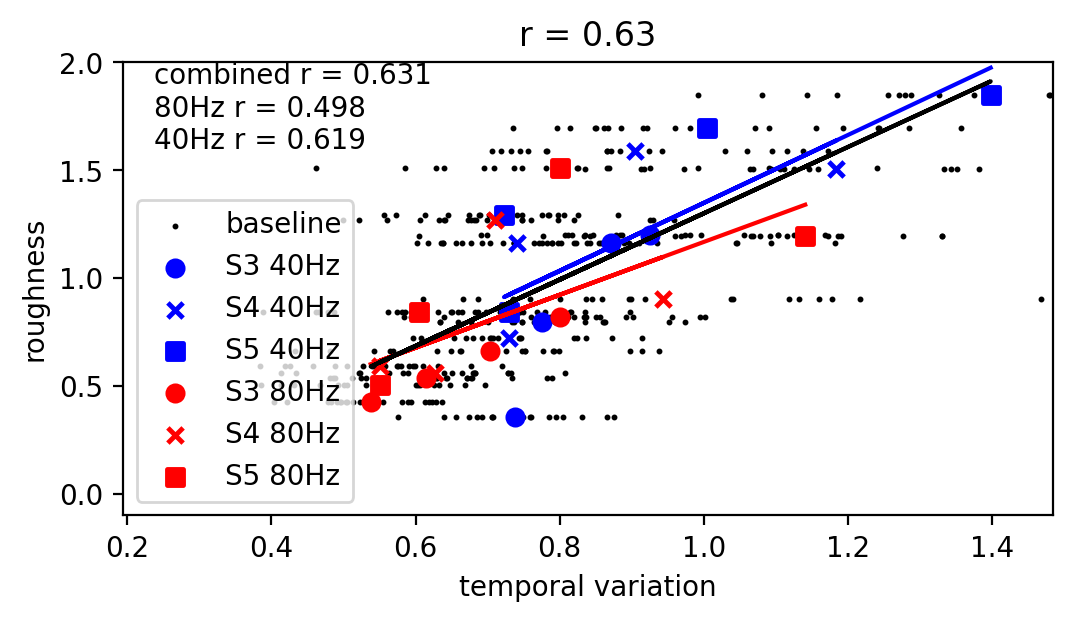 r = 0.63
combined r = 0.631
80Hz r = 0.498
40Hz r = 0.619
baseline
S3 40Hz
S4 40Hz
S5 40Hz
S3 80Hz
S4 80Hz
S5 80Hz
roughness
2.0
1.5
1.0
0.5
0.0
0.2 0.4 0.6 0.8 1.0 1.2 1.4
temporal variation